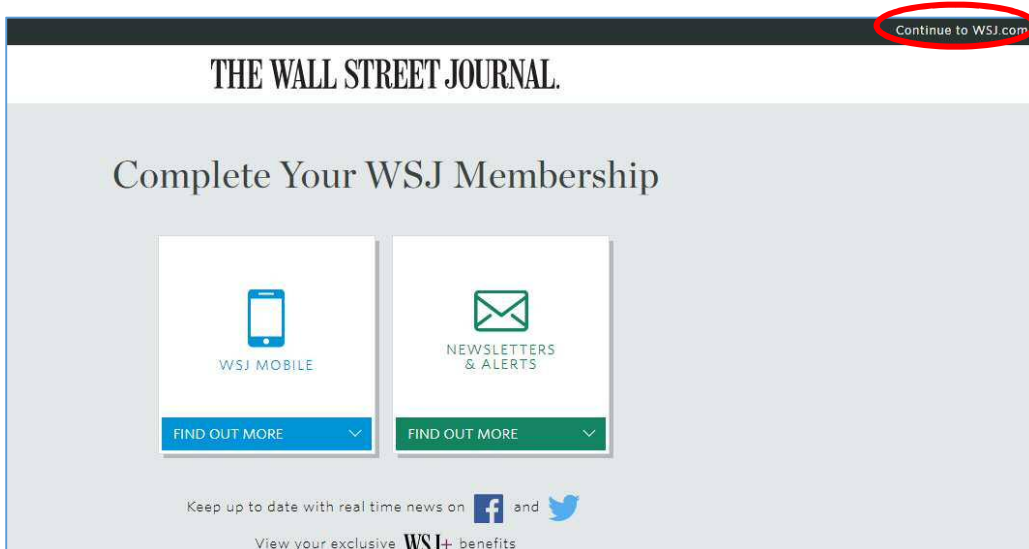 Continue to WSJ.com
THE WALL STREET JOURNAL.
Complete Your WSJ Membership
WSJ MOBILE
NEWSLETTERS
& ALERTS
FIND OUT MORE
FIND OUT MORE
Keep up to date with real time news on and
View your exclusive WSJ+ benefits